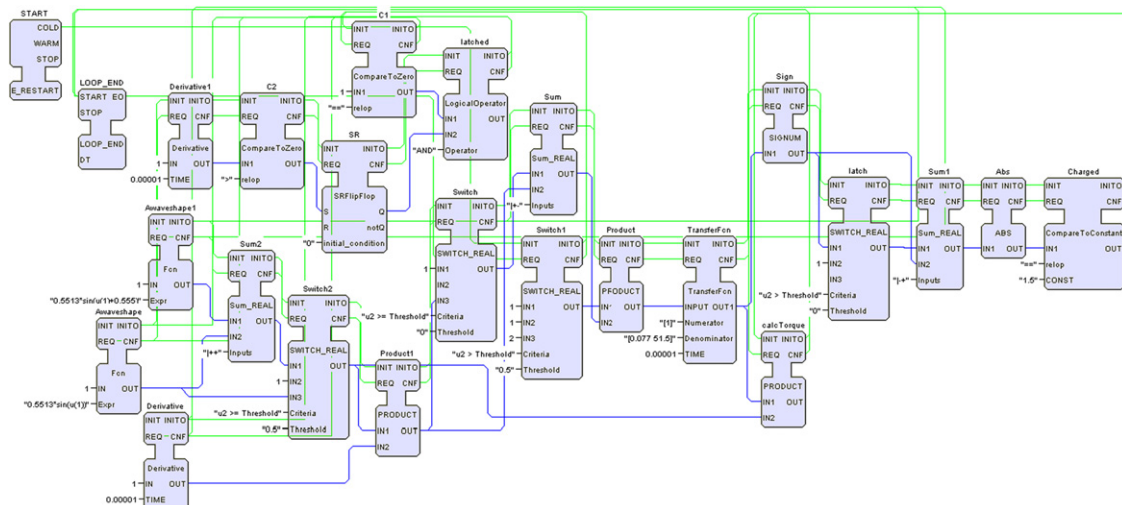 START
COLD
WARM
STOP
E_RESTART
LOOP_END
START EO
STOP
LOOP_END
DT
Derivative1
INIT INITO
REQ CNF
Derivative
1 IN OUT
0.00001 TIME
C2
INIT INITO
REQ CNF
CompareToZero
IN1 OUT
">" relop
C1
INIT INITO
REQ CNF
CompareToZero
1 IN1 OUT
"==" relop
latched
INIT INITO
REQ CNF
LogicalOperator
IN1 OUT
IN2
"AND" Operator
SR
INIT INITO
REQ CNF
SRFlipFlop
S Q
R notQ
"0" initial_condition
Sum
INIT INITO
REQ CNF
Sum_REAL
IN1 OUT
IN2
"|+-" Inputs
Sign
INIT INITO
REQ CNF
SIGNUM
IN1 OUT
Awaveshape1
INIT INITO
REQ CNF
Fcn
1 IN OUT
Expr
Awaveshape
INIT INITO
REQ CNF
Fcn
1 IN OUT
"0.5513*sin(u(1))" Expr
Sum2
INIT INITO
REQ CNF
Sum_REAL
IN1 OUT
IN2
"|++" Inputs
Switch2
INIT INITO
REQ CNF
SWITCH_REAL
IN1 OUT
1 IN2
IN3
"u2 >= Threshold" Criteria
"0.5" Threshold
Switch
INIT INITO
REQ CNF
SWITCH_REAL
1 IN1 OUT
IN2
IN3
"u2 >= Threshold" Criteria
"0" Threshold
Switch1
INIT INITO
REQ CNF
SWITCH_REAL
1 IN1 OUT
1 IN2
IN3
"u2 > Threshold" Criteria
"0.5" Threshold
Product
INIT INITO
REQ CNF
PRODUCT
OUT
IN2
TransferFcn
INIT INITO
REQ CNF
TransferFcn
INPUT OUT1
"[1]" Numerator
"[0.077 51.5]" Denominator
0.00001 TIME
latch
INIT INITO
REQ CNF
SWITCH_REAL
IN1 OUT
IN2
1 IN3
"u2 > Threshold" Criteria
"0" Threshold
Sum1
INIT INITO
REQ CNF
Sum_REAL
IN1 OUT
IN2
"|-+" Inputs
Abs
INIT INITO
REQ CNF
ABS
IN1 OUT
Charged
INIT INITO
REQ CNF
CompareToConstant
IN1 OUT
"==" relop
"1.5" CONST
Product1
INIT INITO
REQ CNF
PRODUCT
IN1 OUT
IN2
calcTorque
INIT INITO
REQ CNF
PRODUCT
IN1 OUT
IN2
Derivative
INIT INITO
REQ CNF
Derivative
1 IN OUT
0.00001 TIME